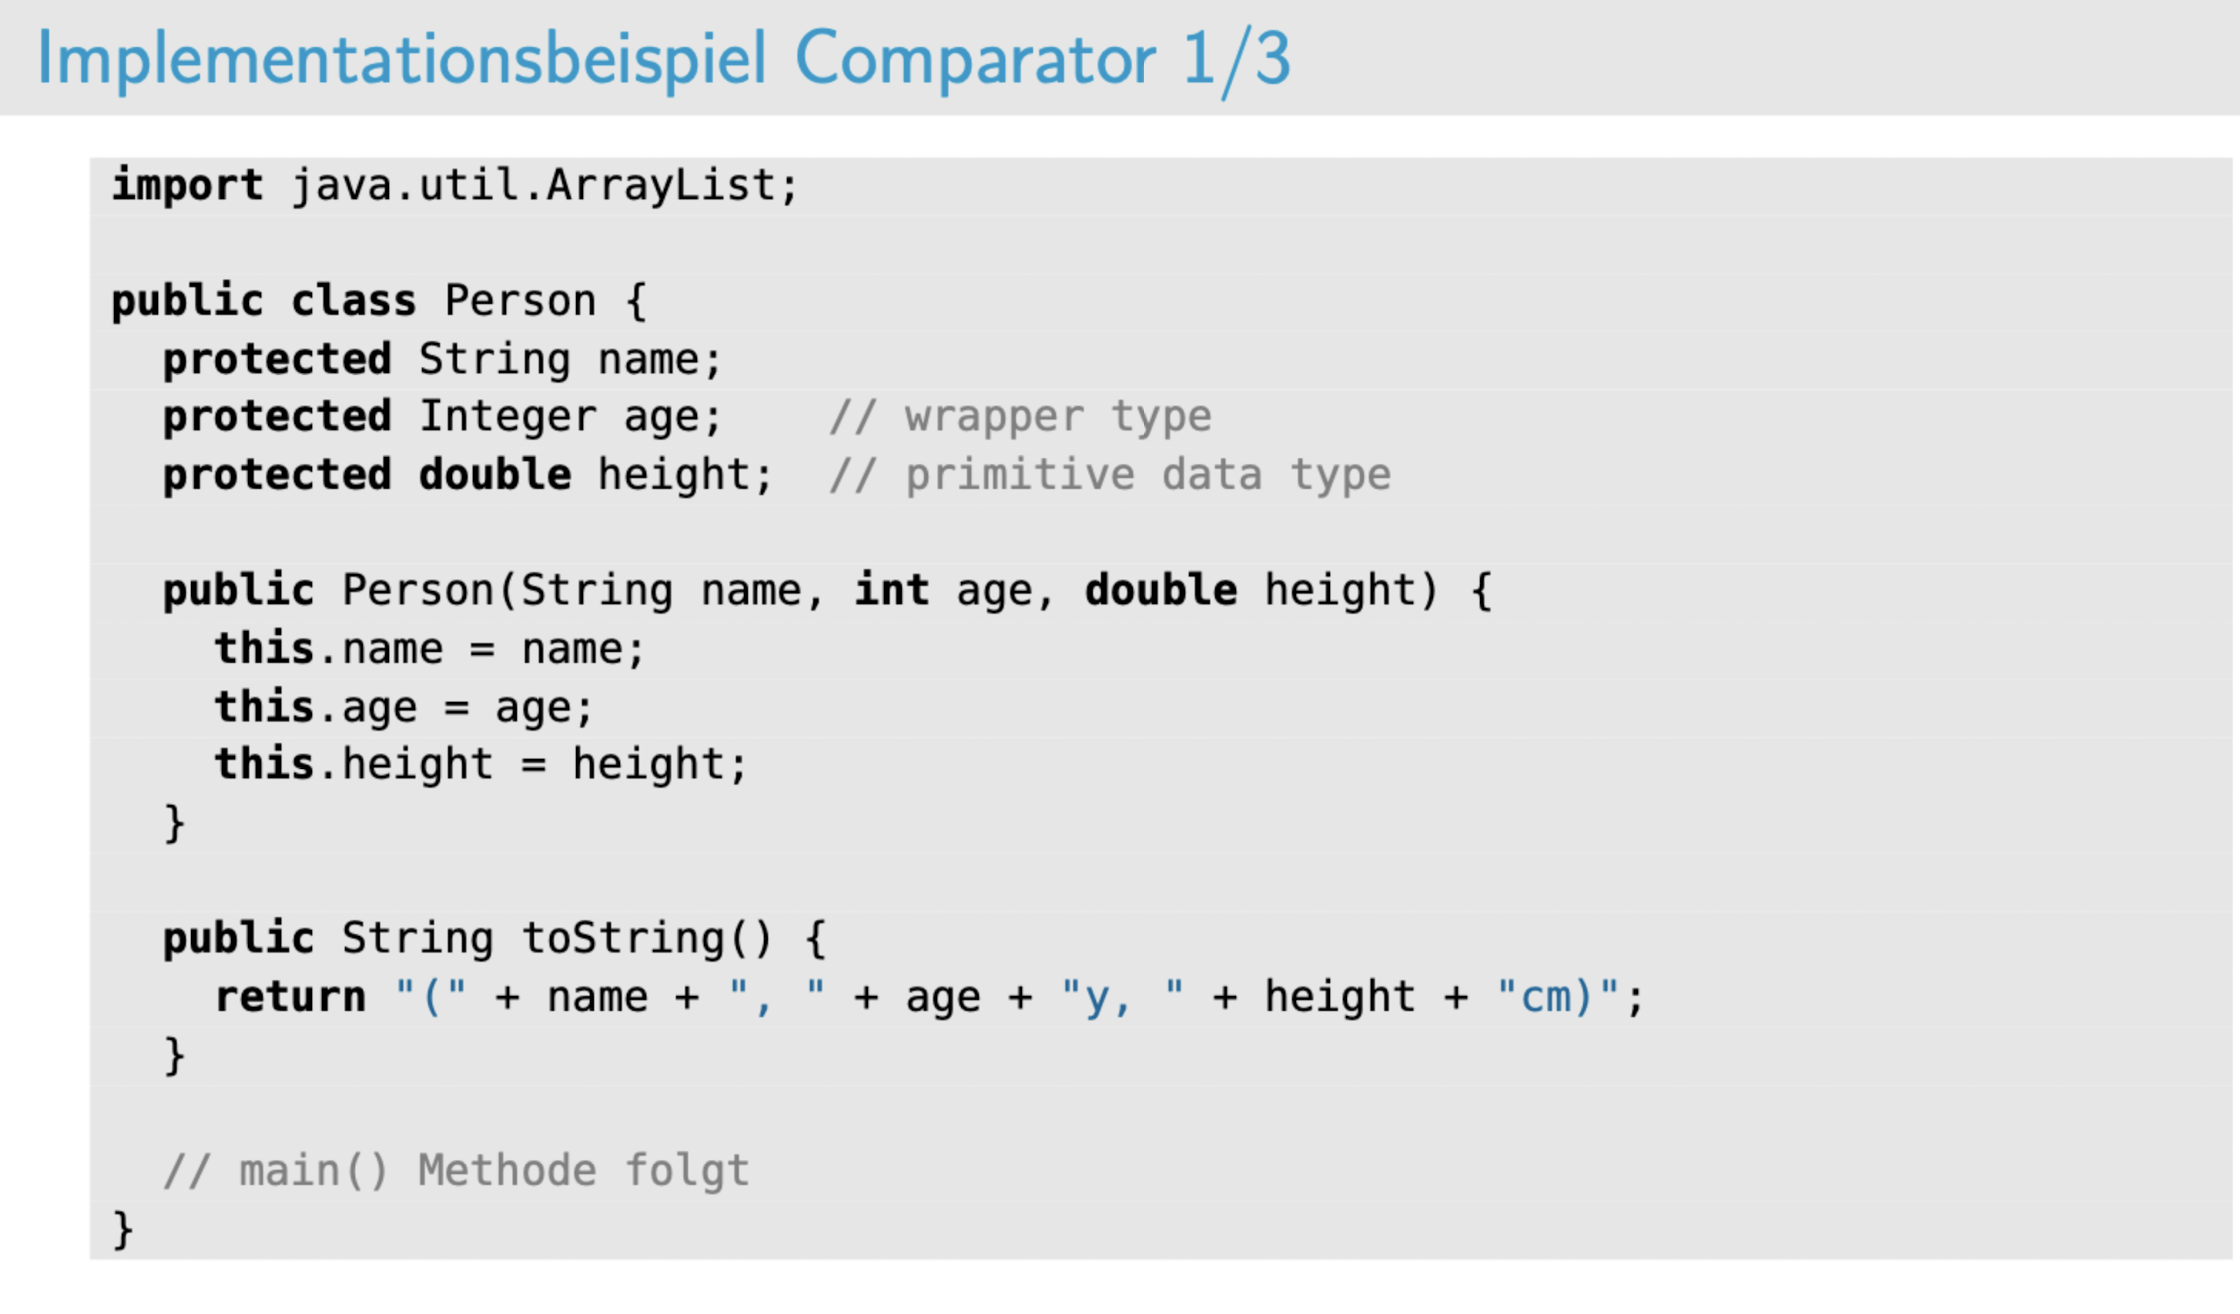 Implementationsbeispiel Comparator 1/3
import java.util.ArrayList;
public class Person {
protected String name;
protected Integer age; // wrapper type
protected double height; // primitive data type
public Person(String name, int age, double height) {
this.name = name;
this.age = age;
this.height = height;
}
public String toString() {
return "(" + name + ", " + age + "y, " + height + "cm)";
}
// main() Methode folgt
}